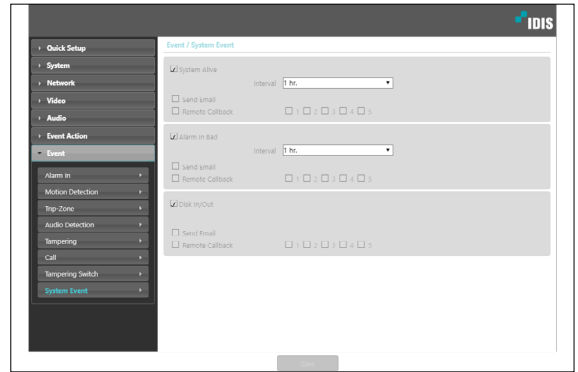 IDIS
Quick Setup
System
Network
Video
Audio
Event Action
Event
Alarm In
Motion Detection
Trip-Zone
Audio Detection
Tampering
Call
Tampering Switch
System Event
Event / System Event
System Alive
Interval 1 hr.
Send Email
Remote Callback 1 2 3 4 5
Alarm In Bad
Interval 1 hr.
Send Email
Remote Callback 1 2 3 4 5
Disk In/Out
Send Email
Remote Callback 1 2 3 4 5
Save